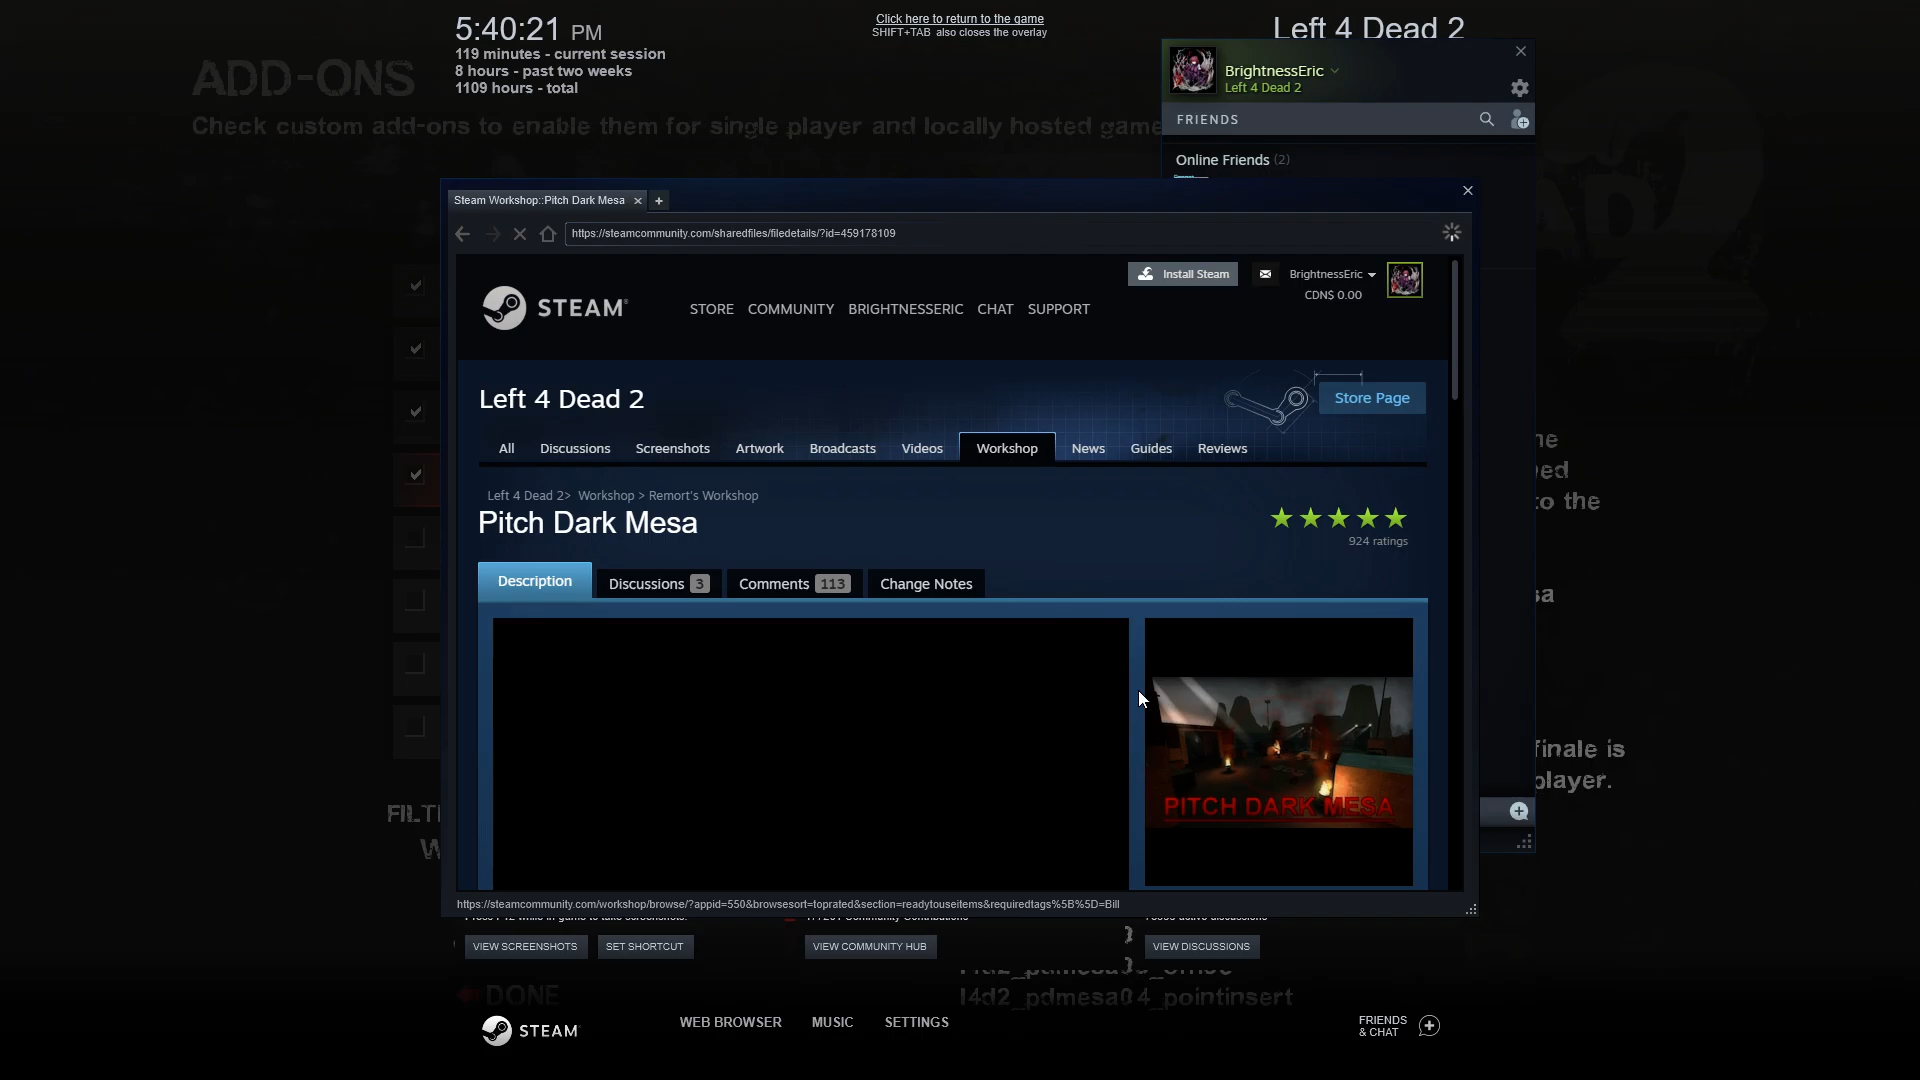 5:40:21 PM
119 minutes - current session
8 hours - past two weeks
1109 hours - total
Click here to return to the game
SHIFT+TAB also closes the overlay
Left 4 Dead 2
ADD-ONS
Check custom add-ons to enable them for single player and locally hosted game
BrightnessEric
Left 4 Dead 2
FRIENDS
Online Friends (2)
Steam Workshop::Pitch Dark Mesa
https://steamcommunity.com/sharedfiles/filedetails/?id=459178109
Install Steam
BrightnessEric
CDN$ 0.00
STEAM
STORE COMMUNITY BRIGHTNESSERIC CHAT SUPPORT
Left 4 Dead 2
Store Page
All Discussions Screenshots Artwork Broadcasts Videos Workshop News Guides Reviews
Left 4 Dead 2> Workshop > Remort's Workshop
Pitch Dark Mesa
924 ratings
Description Discussions 3 Comments 113 Change Notes
PITCH DARK MESA
to the
finale is
player.
https://steamcommunity.com/workshop/browse/?appid=550&browsesort=toprated&section=readytouseitems&requiredtags%5B%5D=Bill
VIEW SCREENSHOTS SET SHORTCUT VIEW COMMUNITY HUB VIEW DISCUSSIONS
DONE
l4d2_pdmesa04_pointinsert
STEAM
WEB BROWSER MUSIC SETTINGS
FRIENDS
& CHAT